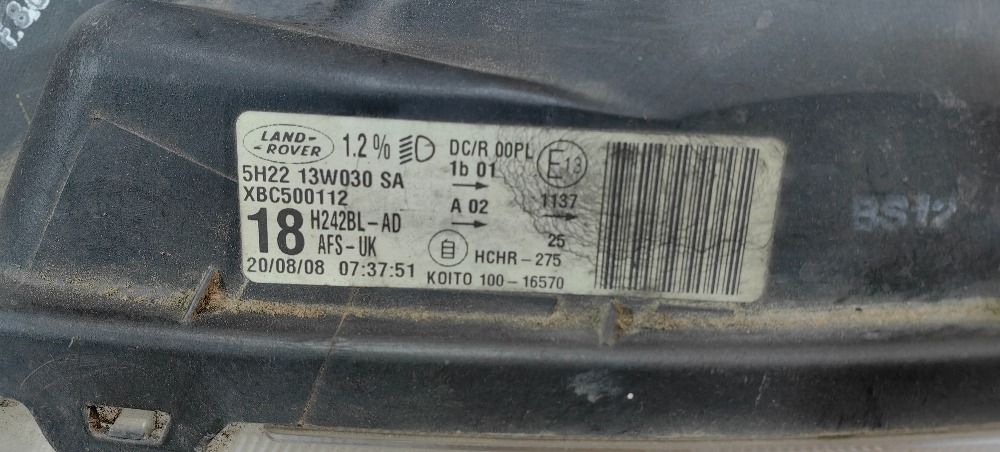 LAND-
-ROVER
1.2%
DC/R 00PL
E13
1b 01
5H22 13W030 SA
XBC500112
A 02
1137
18
H242BL-AD
AFS-UK
25
HCHR-275
20/08/08 07:37:51
KOITO 100-16570
BS12